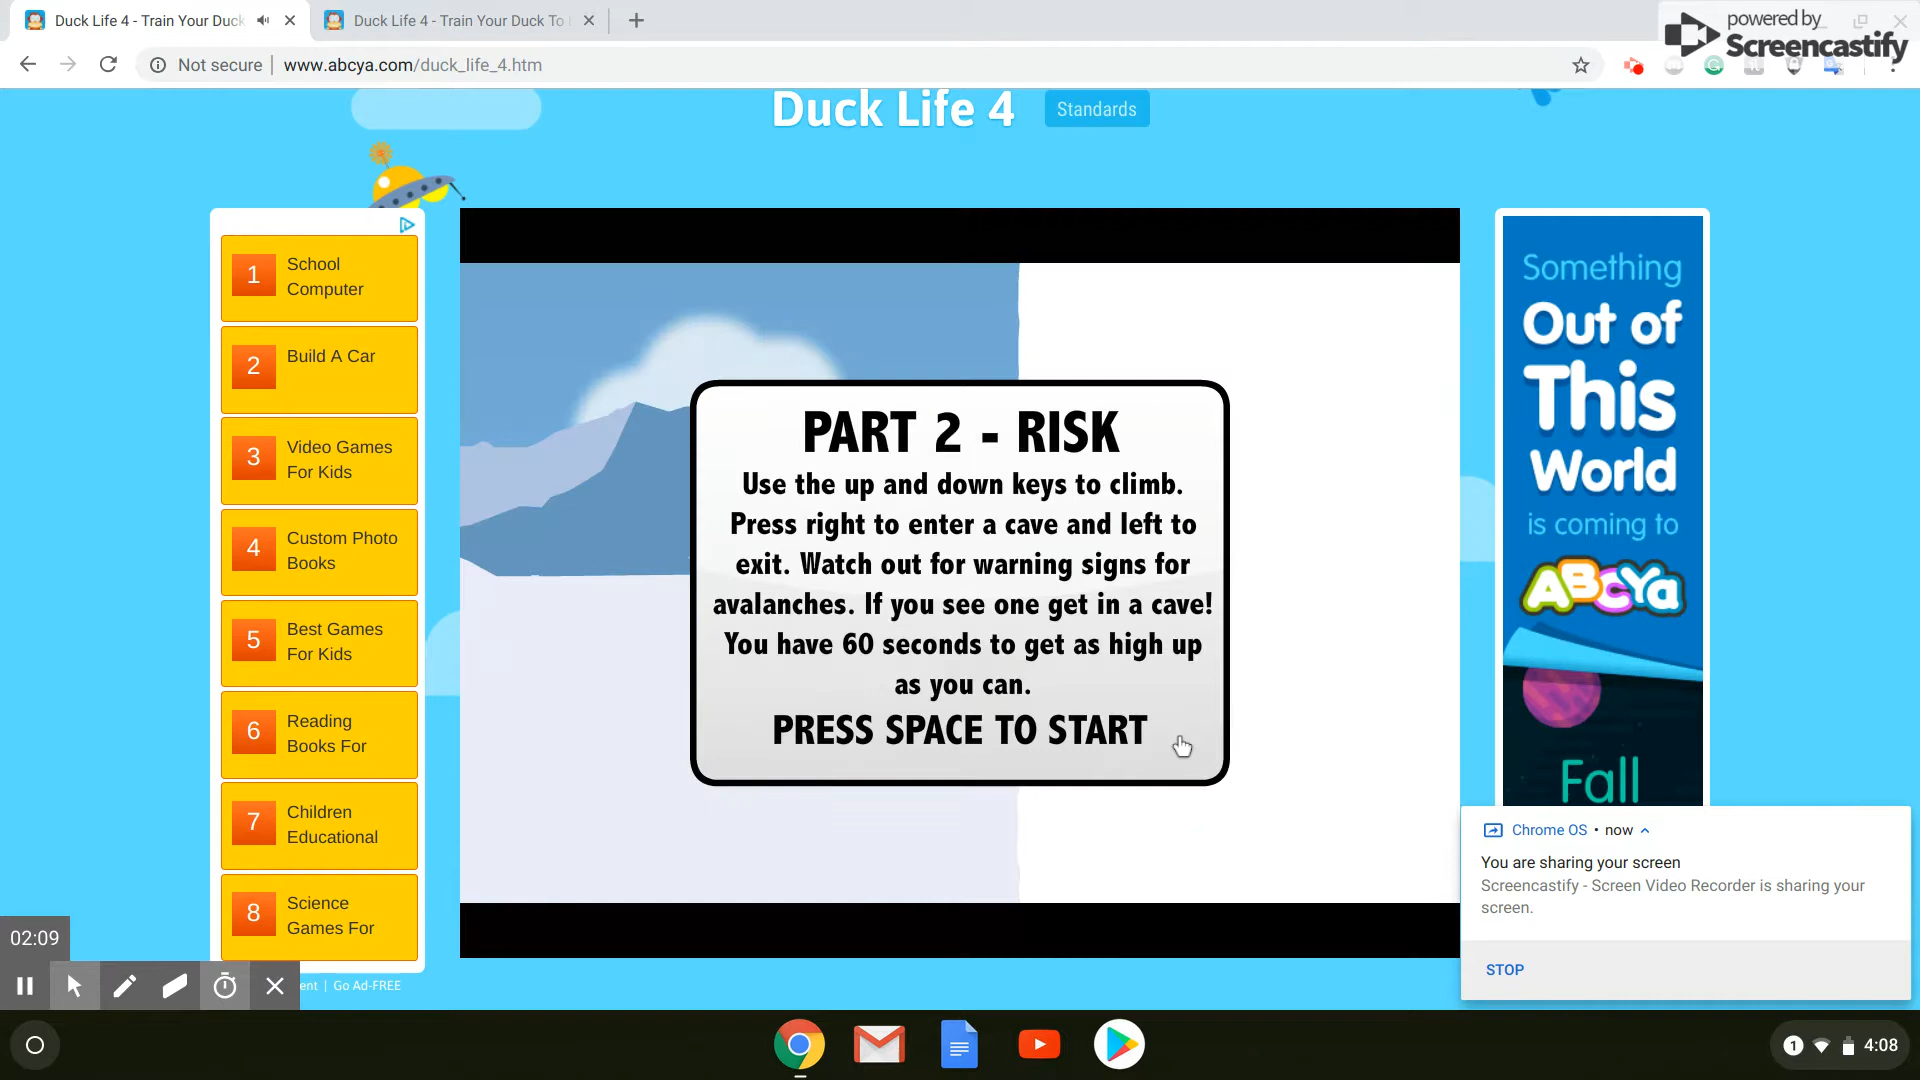 Duck Life 4 - Train Your Duck
Duck Life 4 - Train Your Duck To
powered by
Screencastify
Not secure | www.abcya.com/duck_life_4.htm
Duck Life 4
Standards
1
School
Computer
2
Build A Car
3
Video Games
For Kids
4
Custom Photo
Books
5
Best Games
For Kids
6
Reading
Books For
7
Children
Educational
8
Science
Games For
ent | Go Ad-FREE
PART 2 - RISK
Use the up and down keys to climb.
Press right to enter a cave and left to
exit. Watch out for warning signs for
avalanches. If you see one get in a cave!
You have 60 seconds to get as high up
as you can.
PRESS SPACE TO START
Something
Out of
This
World
is coming to
ABCYa
Fall
Chrome OS • now
You are sharing your screen
Screencastify - Screen Video Recorder is sharing your
screen.
STOP
02:09
1
4:08